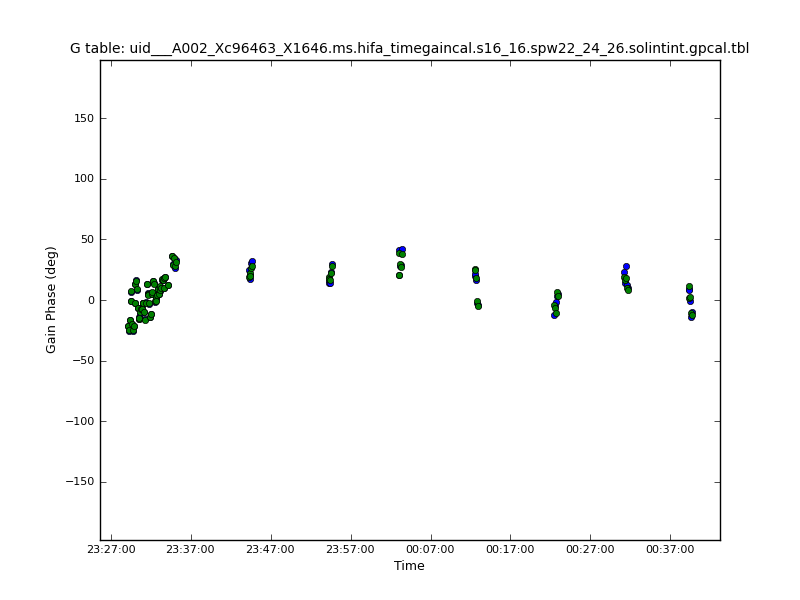 G table: uid___A002_Xc96463_X1646.ms.hifa_timegaincal.s16_16.spw22_24_26.solintint.gpcal.tbl
150
100
50
0
−50
−100
−150
Gain Phase (deg)
23:27:00 23:37:00 23:47:00 23:57:00 00:07:00 00:17:00 00:27:00 00:37:00
Time